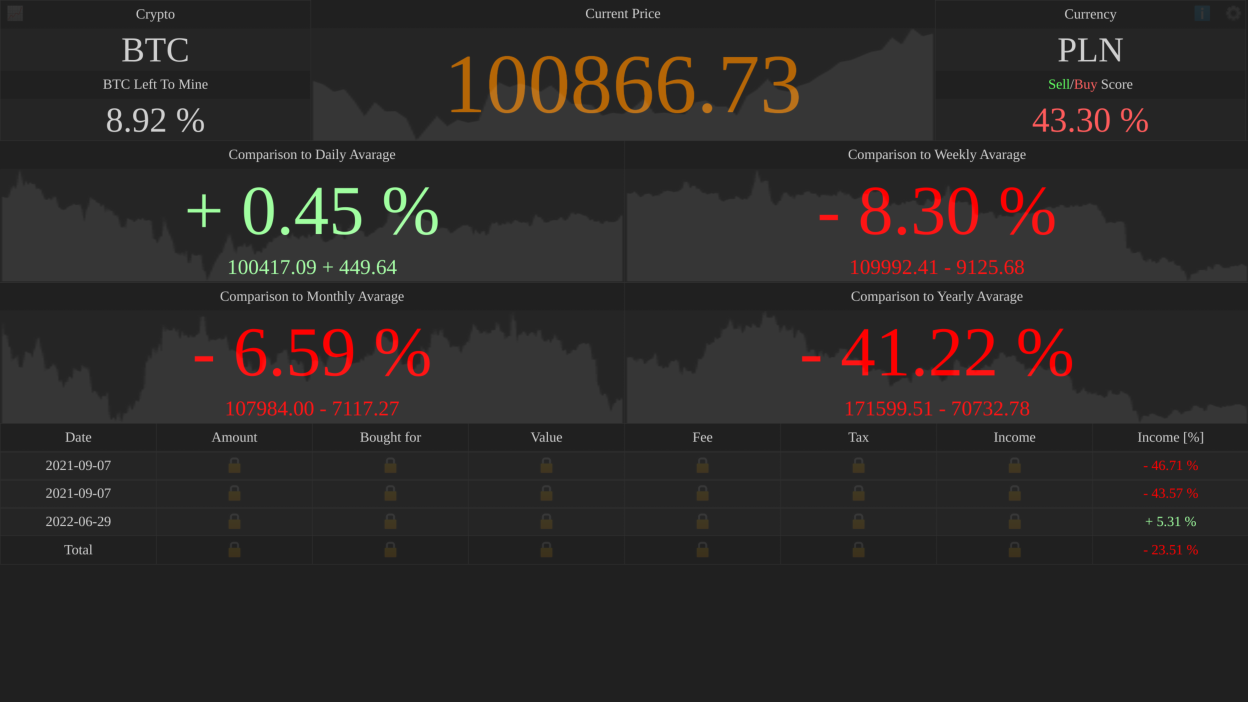 Crypto
Current Price
Currency
BTC
100866.73
PLN
BTC Left To Mine
Sell/Buy Score
8.92 %
43.30 %
Comparison to Daily Avarage
Comparison to Weekly Avarage
+ 0.45 %
- 8.30 %
100417.09 + 449.64
109992.41 - 9125.68
Comparison to Monthly Avarage
Comparison to Yearly Avarage
- 6.59 %
- 41.22 %
107984.00 - 7117.27
171599.51 - 70732.78
Date Amount Bought for Value Fee Tax Income Income [%]
2021-09-07 - 46.71 %
2021-09-07 - 43.57 %
2022-06-29 + 5.31 %
Total - 23.51 %